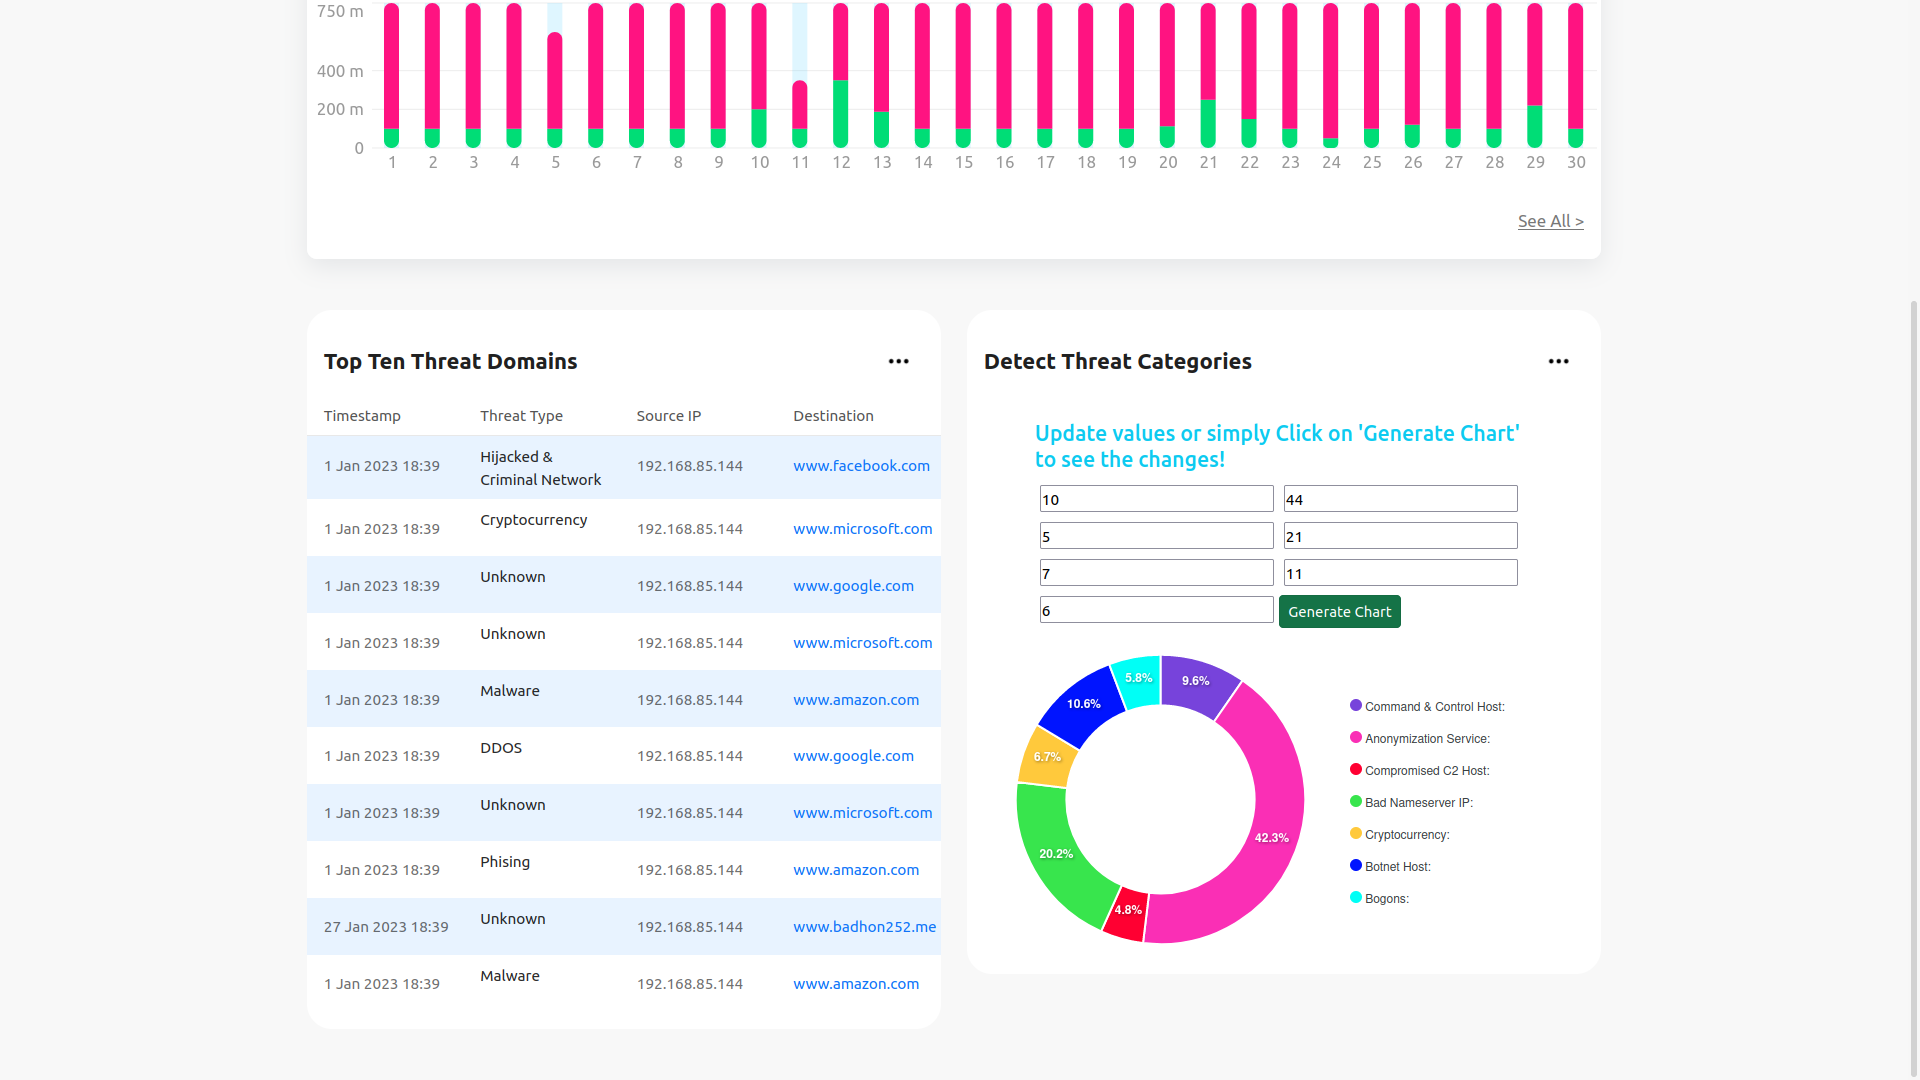 750 m
400 m
200 m
0
1 2 3 4 5 6 7 8 9 10 11 12 13 14 15 16 17 18 19 20 21 22 23 24 25 26 27 28 29 30
See All >
Top Ten Threat Domains
Timestamp Threat Type Source IP Destination
1 Jan 2023 18:39 Hijacked & Criminal Network 192.168.85.144 www.facebook.com
1 Jan 2023 18:39 Cryptocurrency 192.168.85.144 www.microsoft.com
1 Jan 2023 18:39 Unknown 192.168.85.144 www.google.com
1 Jan 2023 18:39 Unknown 192.168.85.144 www.microsoft.com
1 Jan 2023 18:39 Malware 192.168.85.144 www.amazon.com
1 Jan 2023 18:39 DDOS 192.168.85.144 www.google.com
1 Jan 2023 18:39 Unknown 192.168.85.144 www.microsoft.com
1 Jan 2023 18:39 Phising 192.168.85.144 www.amazon.com
27 Jan 2023 18:39 Unknown 192.168.85.144 www.badhon252.me
1 Jan 2023 18:39 Malware 192.168.85.144 www.amazon.com
Detect Threat Categories
Update values or simply Click on 'Generate Chart'
to see the changes!
10 44
5 21
7 11
6 Generate Chart
9.6%
42.3%
4.8%
20.2%
6.7%
10.6%
5.8%
Command & Control Host:
Anonymization Service:
Compromised C2 Host:
Bad Nameserver IP:
Cryptocurrency:
Botnet Host:
Bogons: